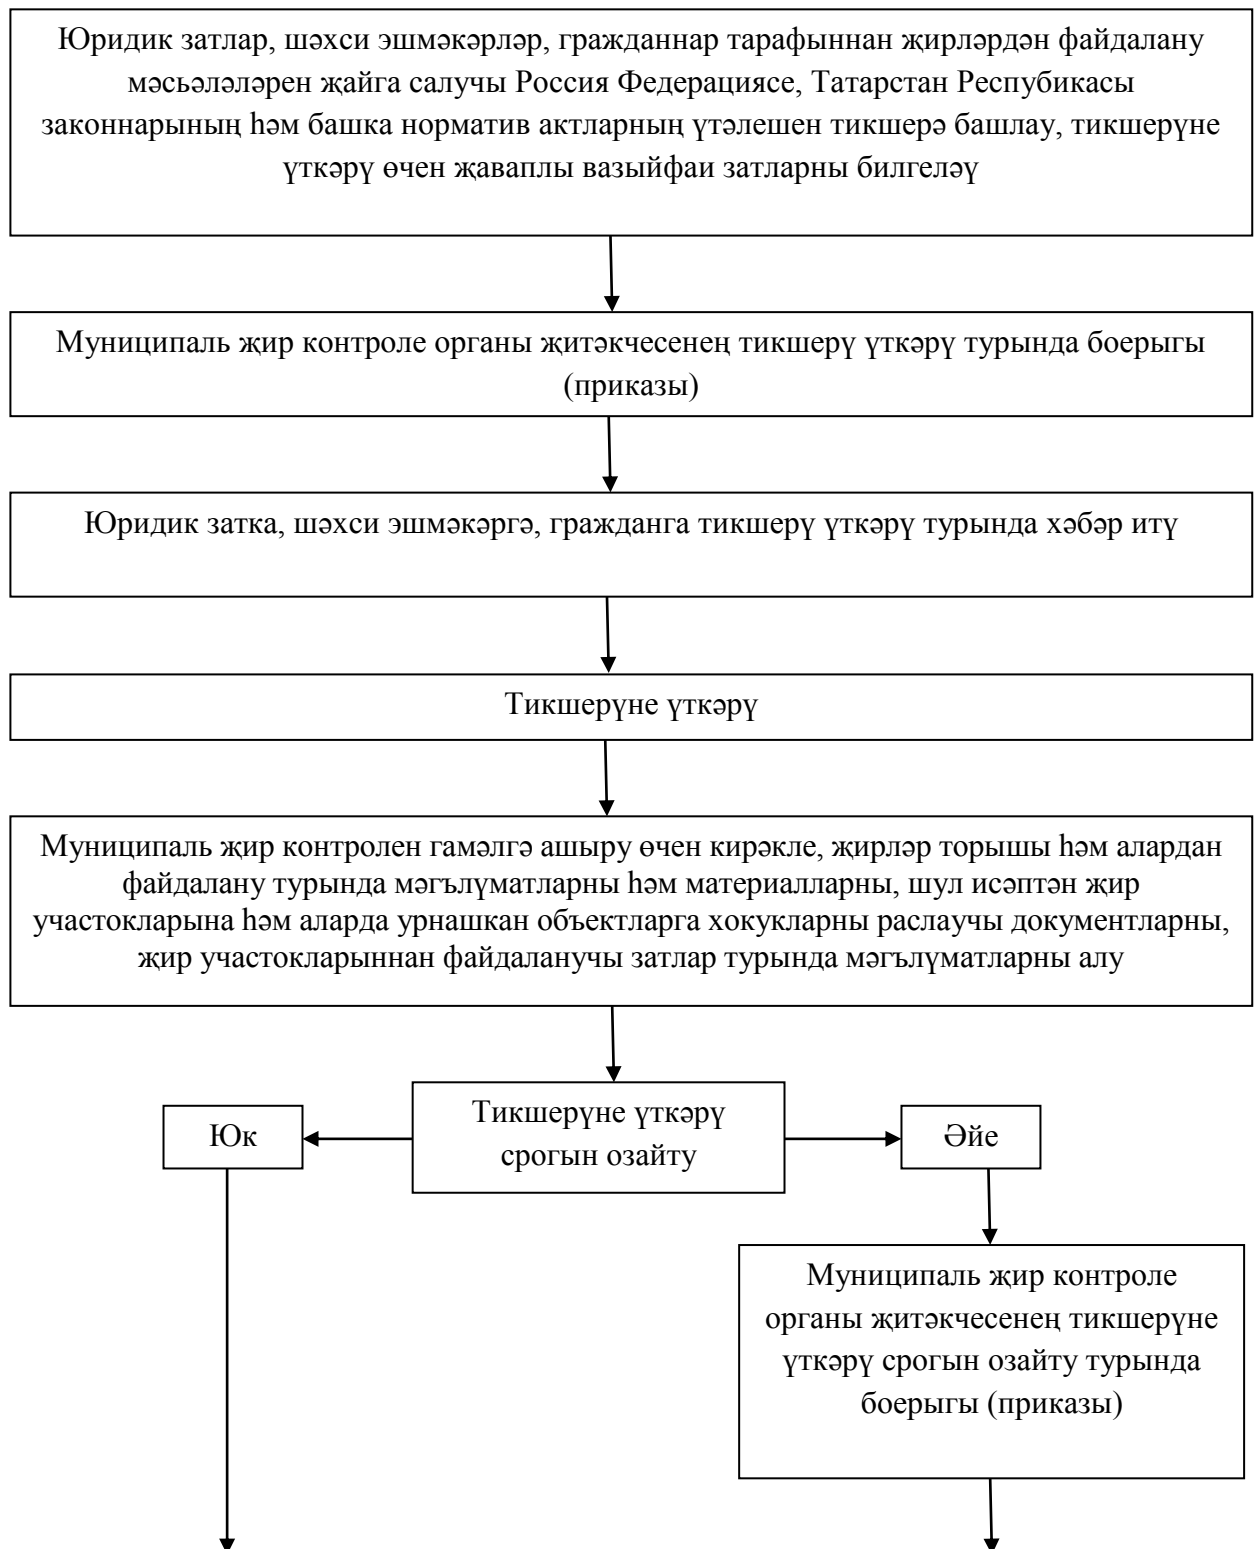 Юридик затлар, шәхси эшмәкәрләр, гражданнар тарафыннан җирләрдән файдалану
мәсьәләләрен җайга салучы Россия Федерациясе, Татарстан Респубикасы
законнарының һәм башка норматив актларның үтәлешен тикшерә башлау, тикшерүне
үткәрү өчен җаваплы вазыйфаи затларны билгеләү
Муниципаль җир контроле органы җитәкчесенең тикшерү үткәрү турында боерыгы
(приказы)
Юридик затка, шәхси эшмәкәргә, гражданга тикшерү үткәрү турында хәбәр итү
Тикшерүне үткәрү
Муниципаль җир контролен гамәлгә ашыру өчен кирәкле, җирләр торышы һәм алардан
файдалану турында мәгълүматларны һәм материалларны, шул исәптән җир
участокларына һәм аларда урнашкан объектларга хокукларны раслаучы документларны,
җир участокларыннан файдаланучы затлар турында мәгълүматларны алу
Тикшерүне үткәрү
срогын озайту
Юк
Әйе
Муниципаль җир контроле
органы җитәкчесенең тикшерүне
үткәрү срогын озайту турында
боерыгы (приказы)